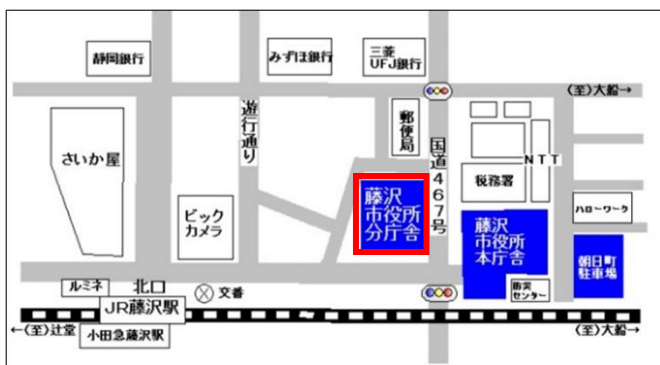 静岡銀行
みずほ銀行
三菱
UFJ銀行
(至)大船→
遊行通り
郵便局
国道467号
NTT
さいか屋
税務署
ビック
カメラ
藤沢
市役所
分庁舎
藤沢
市役所
本庁舎
ハローワーク
朝日町
駐車場
ルミネ
北口
交番
防災
センター
JR藤沢駅
←(至)辻堂
小田急藤沢駅
(至)大船→